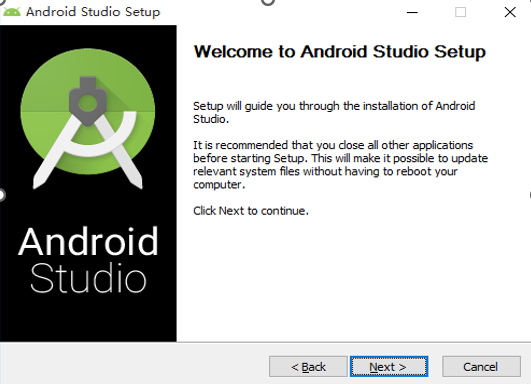 Android Studio Setup
Welcome to Android Studio Setup
Setup will guide you through the installation of Android
Studio.
It is recommended that you close all other applications
before starting Setup. This will make it possible to update
relevant system files without having to reboot your
computer.
Click Next to continue.
Android
Studio
< Back
Next >
Cancel